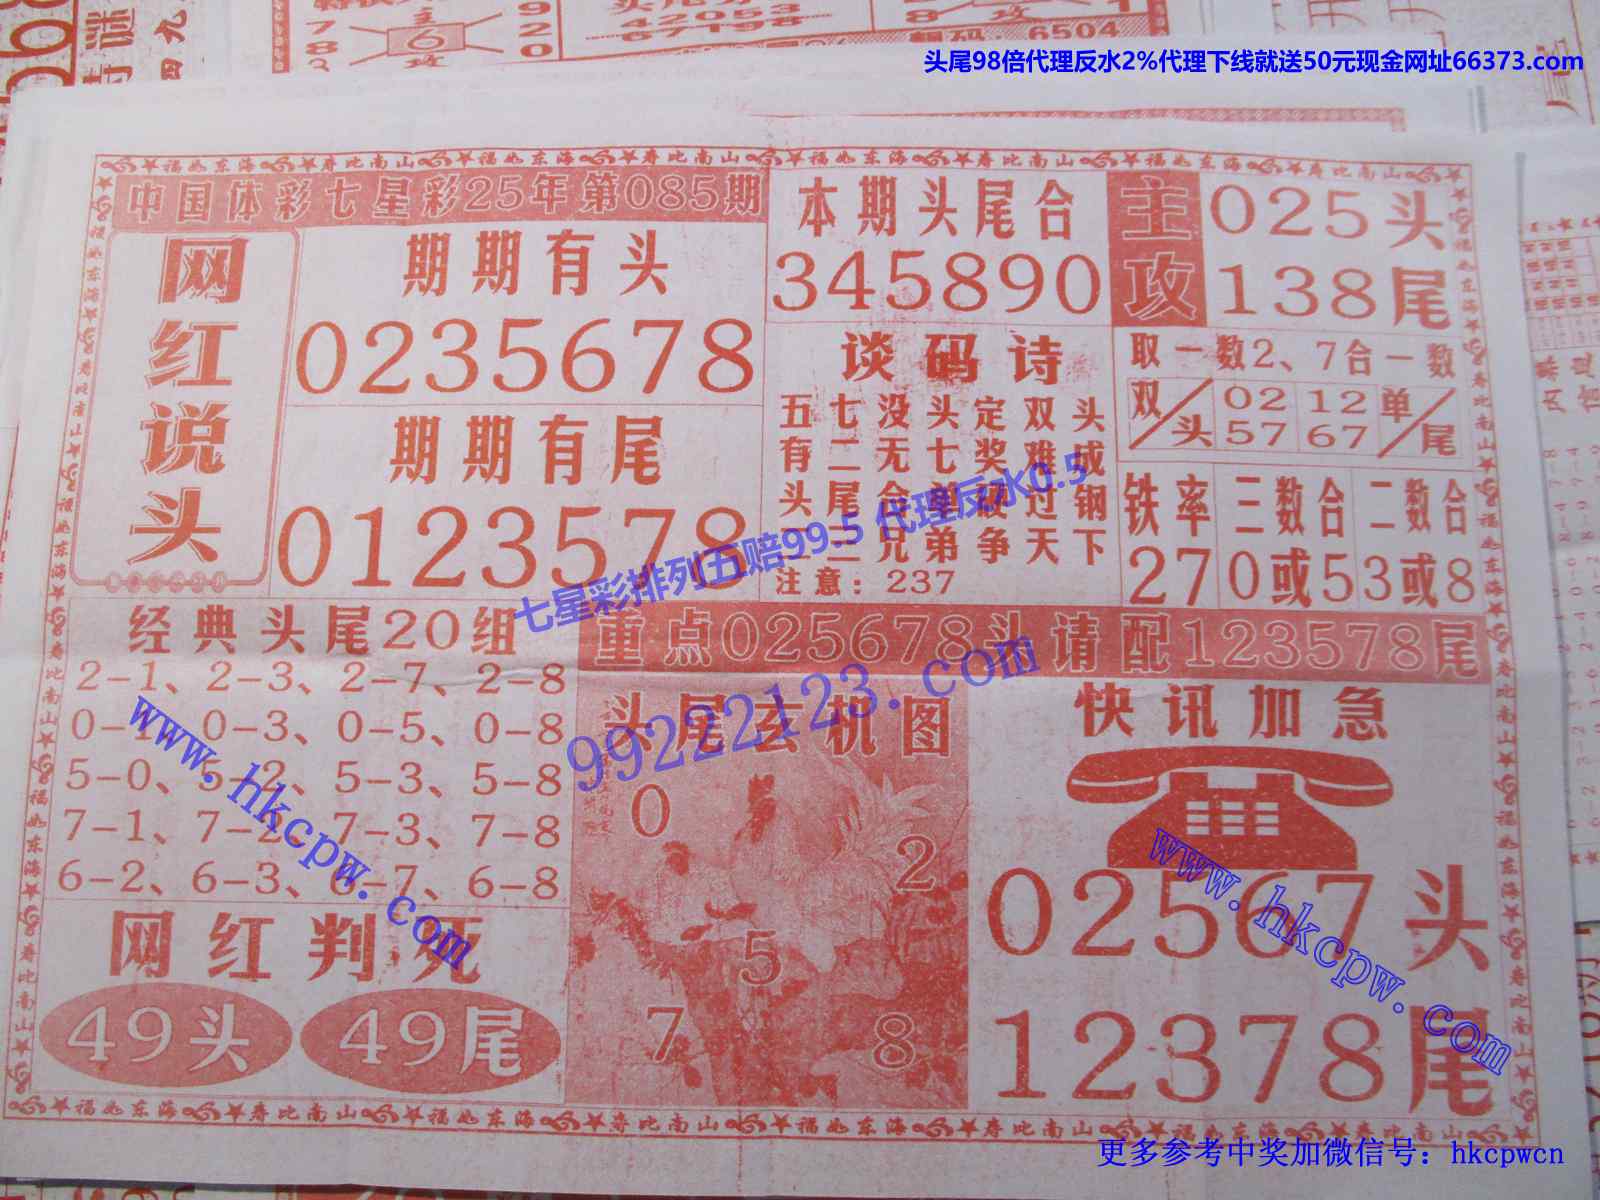 头尾98倍代理反水2%代理下线就送50元现金网址66373.com
中国体彩七星彩25年第085期
网红说头
期期有头
0235678
期期有尾
0123578
本期头尾合
345890
主攻
025头
138尾
谈码诗
五七没头定双头
有二无七奖难成
头尾合单硬过钢
二三兄弟争天下
注意：237
取一数2、7合一数
双头
02 12
57 67
单尾
铁率
27
三数合
0或5
二数合
3或8
经典头尾20组
2-1、2-3、2-7、2-8
0-1、0-3、0-5、0-8
5-0、5-2、5-3、5-8
7-1、7-2、7-3、7-8
6-2、6-3、6-7、6-8
网红判死
49头
49尾
重点025678头请配123578尾
头尾玄机图
0
2
5
7
8
快讯加急
02567头
12378尾
七星彩排列五赔99.5 代理反水0.5
99222123.com
www.hkcpw.com
www.hkcpw.com
更多参考中奖加微信号：hkcpwcn